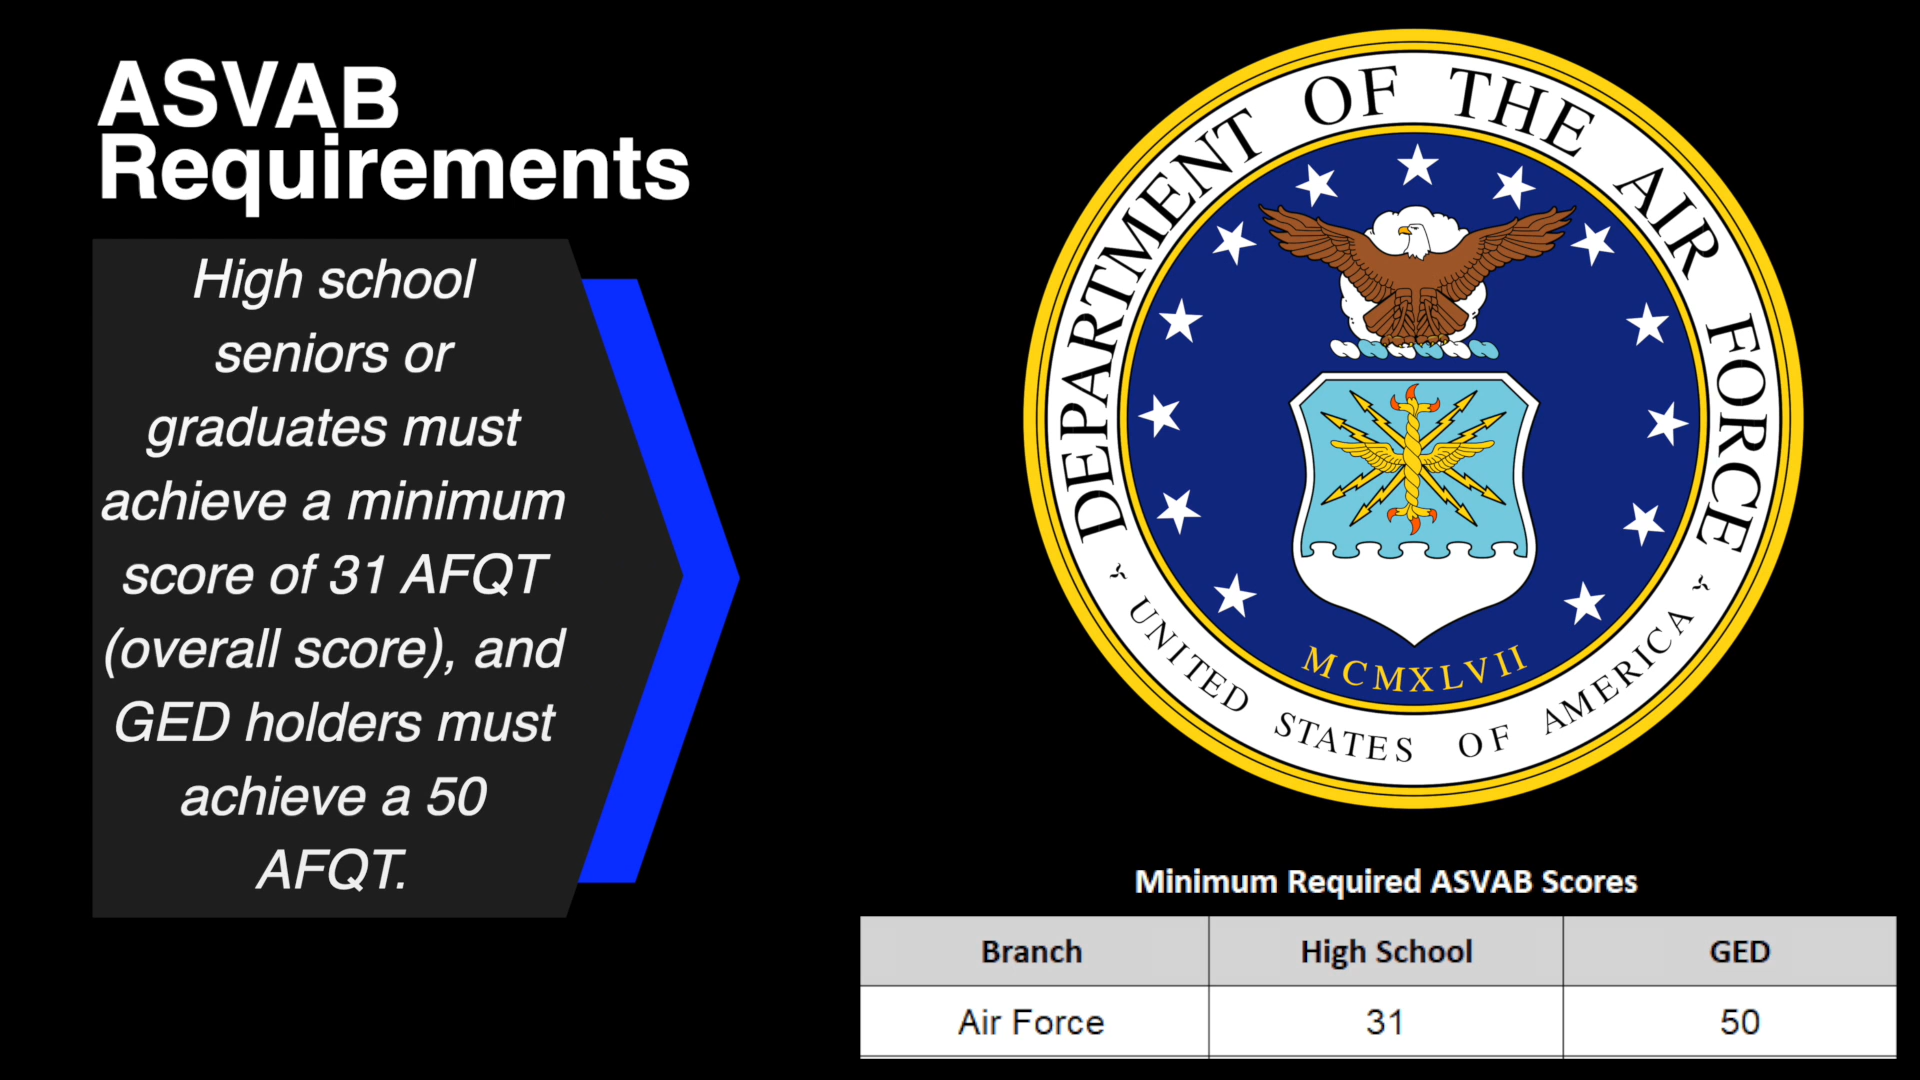 ASVAB
Requirements
High school
seniors or
graduates must
achieve a minimum
score of 31 AFQT
(overall score), and
GED holders must
achieve a 50
AFQT.
DEPARTMENT OF THE AIR FORCE
UNITED STATES OF AMERICA
MCMXLVII
Minimum Required ASVAB Scores
Branch High School GED
Air Force 31 50